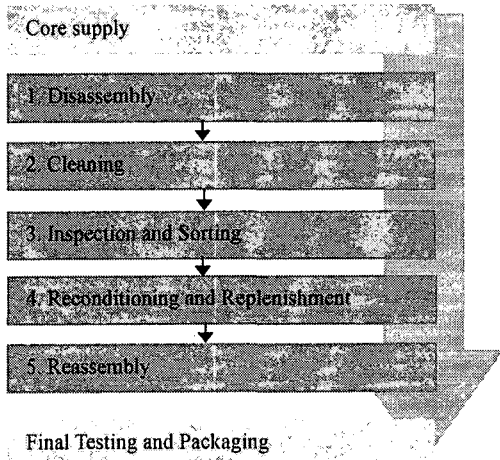 Core supply
1. Disassembly
2. Cleaning
3. Inspection and Sorting
4. Reconditioning and Replenishment
5. Reassembly
Final Testing and Packaging